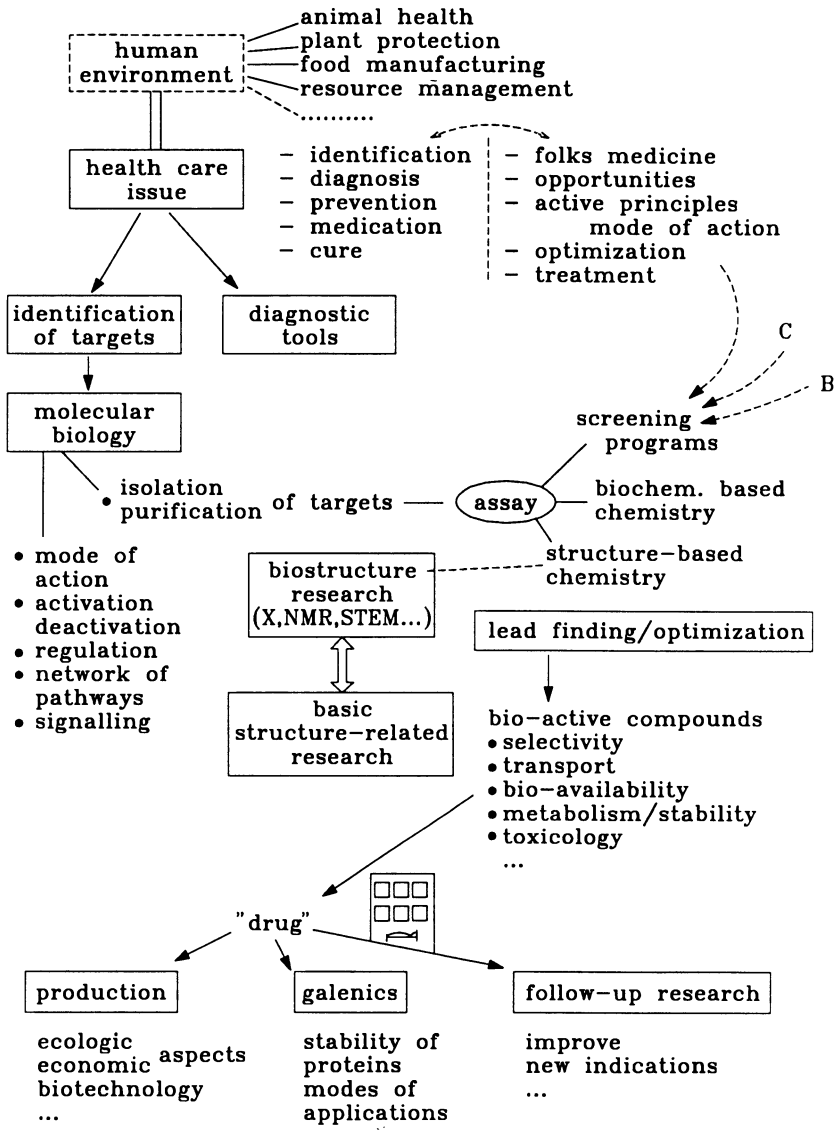 animal health
plant protection
food manufacturing
resource management
..........
human
environment
health care
issue
- identification
- diagnosis
- prevention
- medication
- cure
- folks medicine
- opportunities
- active principles
mode of action
- optimization
- treatment
identification
of targets
diagnostic
tools
C
B
molecular
biology
screening
programs
• isolation
purification of targets
assay
biochem. based
chemistry
structure-based
chemistry
• mode of
action
• activation
deactivation
• regulation
• network of
pathways
• signalling
biostructure
research
(X,NMR,STEM...)
basic
structure-related
research
lead finding/optimization
bio-active compounds
• selectivity
• transport
• bio-availability
• metabolism/stability
• toxicology
...
"drug"
production
ecologic
economic aspects
biotechnology
...
galenics
stability of
proteins
modes of
applications
follow-up research
improve
new indications
...